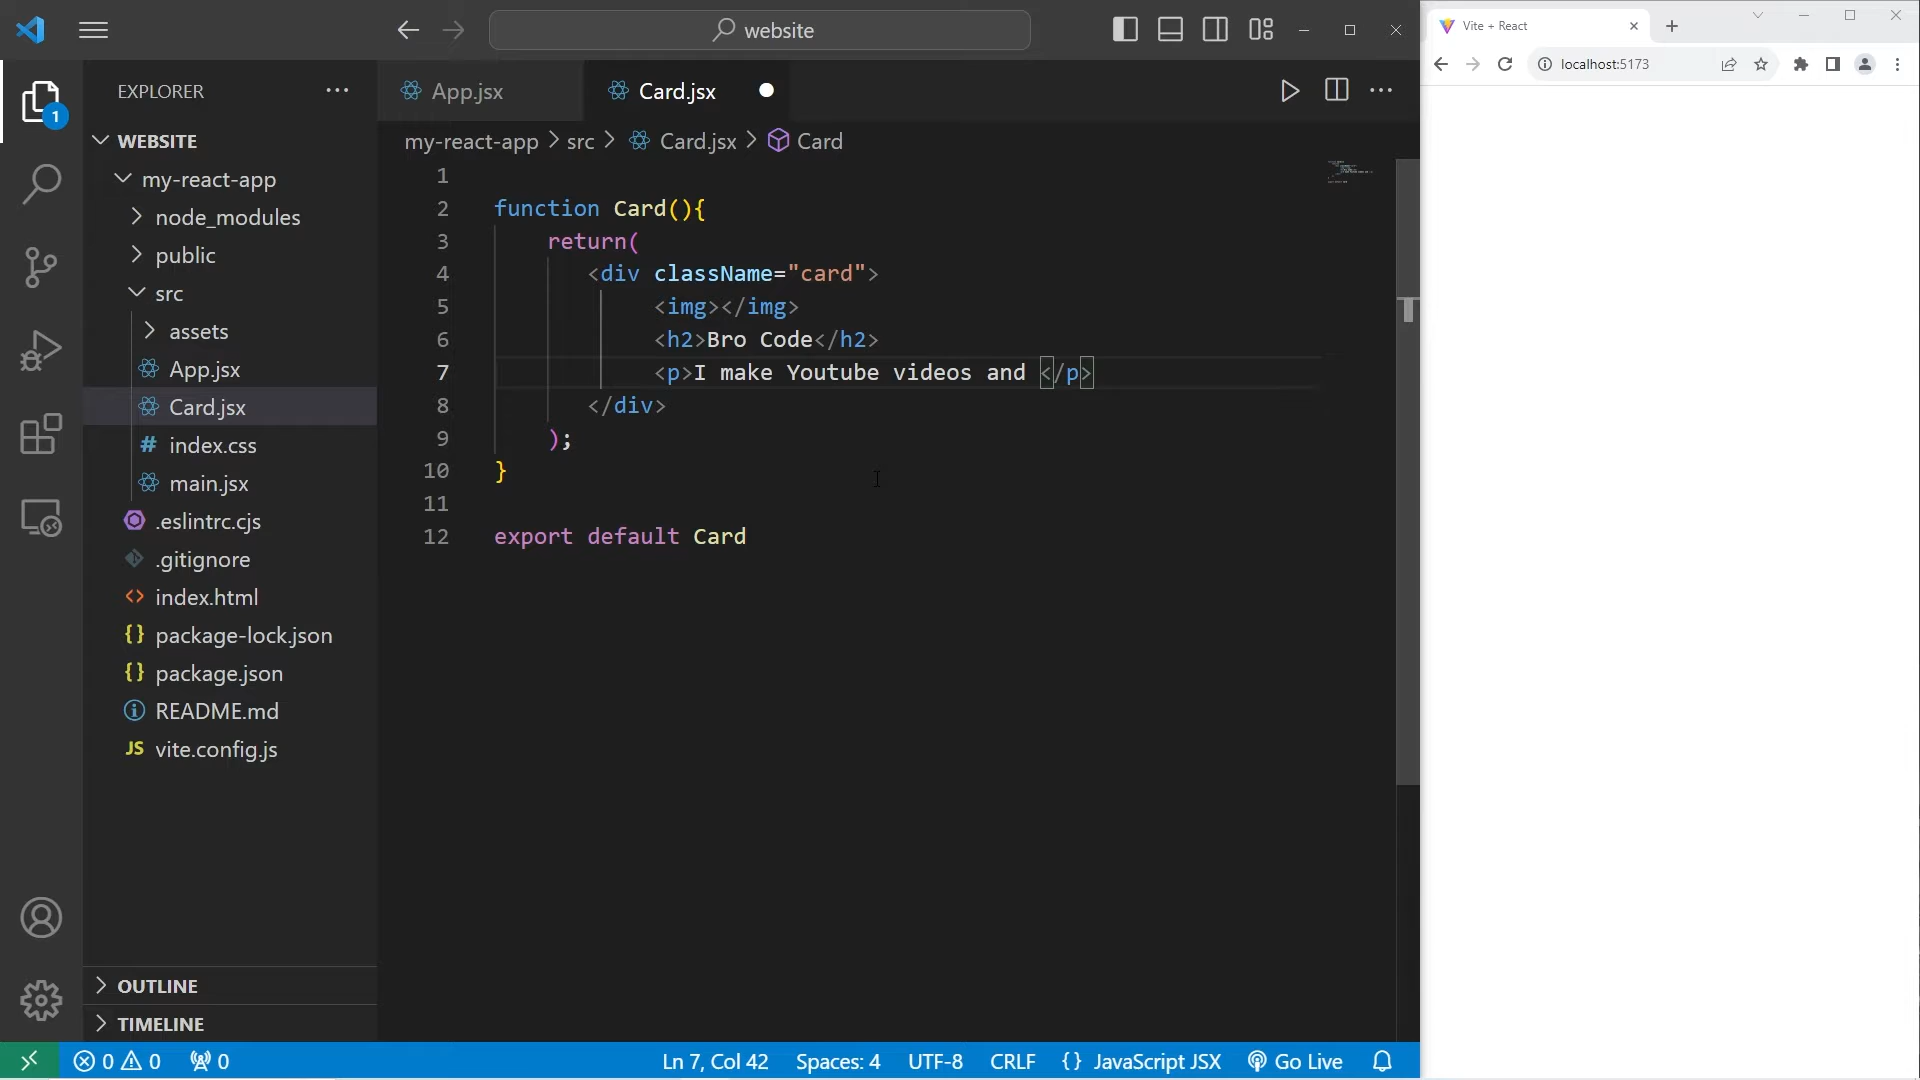 website
Vite + React
localhost:5173
EXPLORER
App.jsx
Card.jsx
1
WEBSITE
my-react-app
node_modules
public
src
assets
App.jsx
Card.jsx
index.css
main.jsx
.eslintrc.cjs
.gitignore
index.html
package-lock.json
package.json
README.md
JS vite.config.js
OUTLINE
TIMELINE
my-react-app > src > Card.jsx > Card
1
2 function Card(){
3 return(
4 <div className="card">
5 <img></img>
6 <h2>Bro Code</h2>
7 <p>I make Youtube videos and </p>
8 </div>
9 );
10 }
11
12 export default Card
0 0 0
Ln 7, Col 42 Spaces: 4 UTF-8 CRLF {} JavaScript JSX Go Live